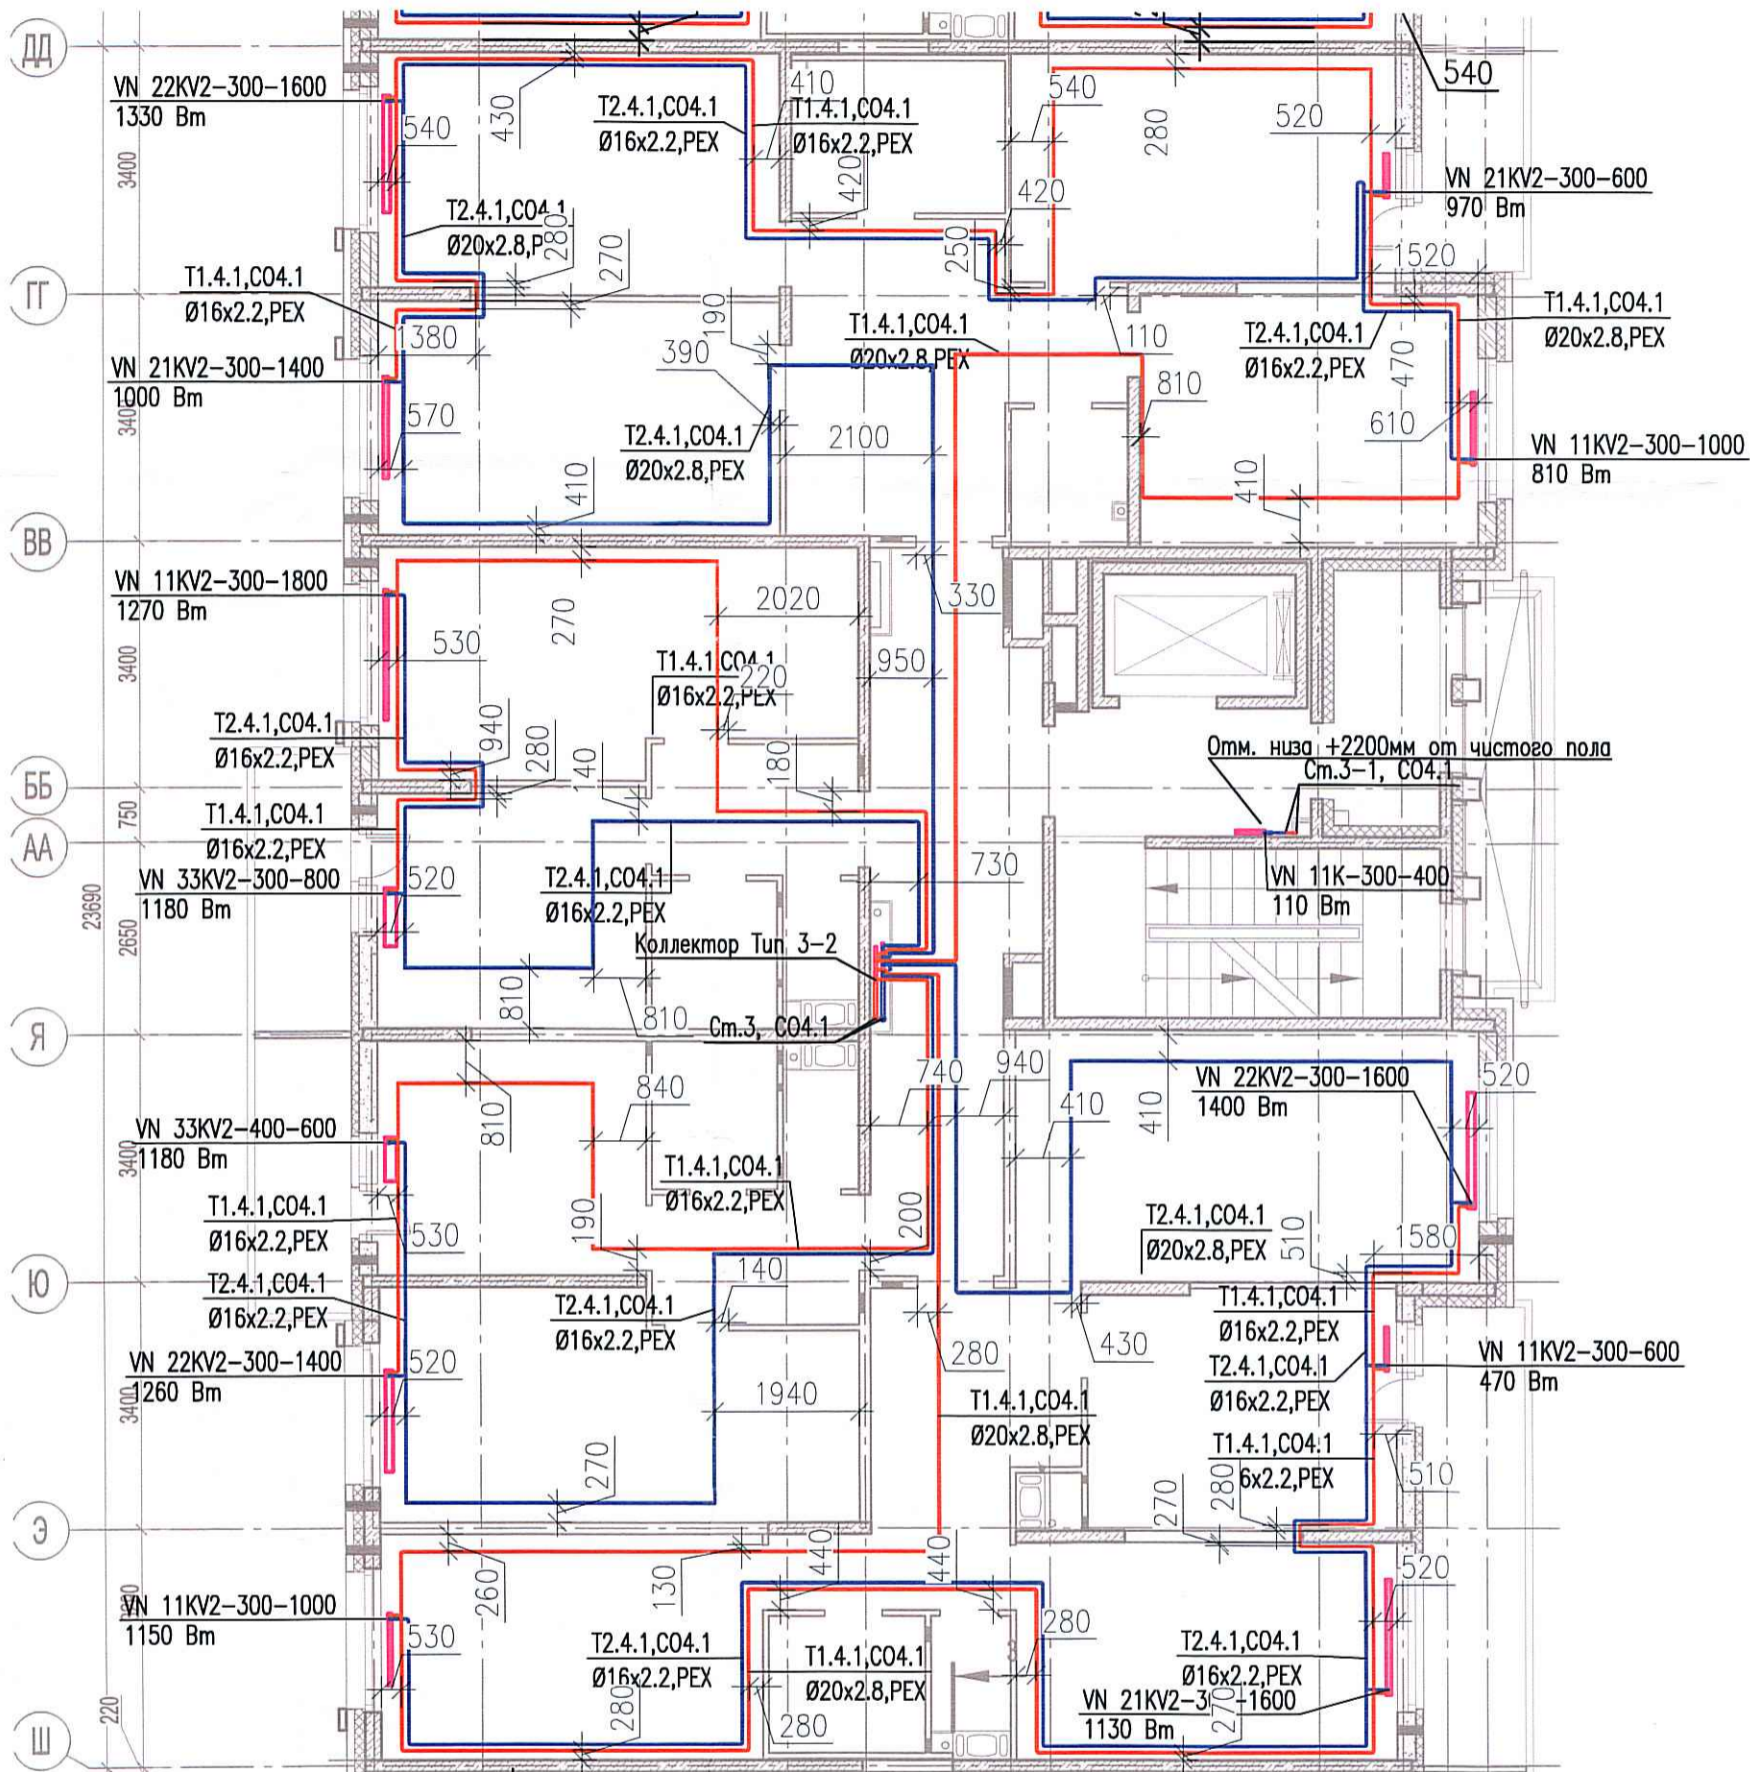 ДД
ГГ
ВВ
ББ
АА
Я
Ю
Э
Ш
3400
3400
3400
750
2650
3400
3400
220
23690
VN 22KV2-300-1600
1330 Вт
430
540
T2.4.1,CO4.1
Ø16x2.2,PEX
410
T1.4.1,CO4.1
Ø16x2.2,PEX
420
540
280
520
540
VN 21KV2-300-600
970 Вт
T2.4.1,CO4.1
280
270
420
250
1520
T1.4.1,CO4.1
Ø16x2.2,PEX
1380
190
390
T1.4.1,CO4.1
Ø20x2.8,PEX
110
T2.4.1,CO4.1
Ø16x2.2,PEX
T1.4.1,CO4.1
Ø20x2.8,PEX
470
VN 21KV2-300-1400
1000 Вт
570
T2.4.1,CO4.1
Ø20x2.8,PEX
2100
810
610
410
410
VN 11KV2-300-1000
810 Вт
VN 11KV2-300-1800
1270 Вт
270
2020
330
530
T1.4.1,CO4.1
Ø16x2.2,PEX
220
950
T2.4.1,CO4.1
Ø16x2.2,PEX
940
280
140
180
Отм. низа +2200мм от чистого пола
Ст.3-1, CO4.1
T1.4.1,CO4.1
Ø16x2.2,PEX
VN 33KV2-300-800
1180 Вт
520
T2.4.1,CO4.1
Ø16x2.2,PEX
730
VN 11K-300-400
110 Вт
Коллектор Тип 3-2
810
810
Ст.3, CO4.1
810
840
740
940
410
410
VN 22KV2-300-1600
1400 Вт
520
VN 33KV2-400-600
1180 Вт
T1.4.1,CO4.1
Ø16x2.2,PEX
T1.4.1,CO4.1
Ø16x2.2,PEX
530
190
200
T2.4.1,CO4.1
Ø20x2.8,PEX
510
1580
T2.4.1,CO4.1
Ø16x2.2,PEX
T2.4.1,CO4.1
Ø16x2.2,PEX
140
280
430
T1.4.1,CO4.1
Ø16x2.2,PEX
VN 22KV2-300-1400
1260 Вт
520
1940
T1.4.1,CO4.1
Ø20x2.8,PEX
T2.4.1,CO4.1
Ø16x2.2,PEX
VN 11KV2-300-600
470 Вт
T1.4.1,CO4.1
6x2.2,PEX
270
270
280
510
260
130
440
440
520
VN 11KV2-300-1000
1150 Вт
530
T2.4.1,CO4.1
Ø16x2.2,PEX
280
T1.4.1,CO4.1
Ø20x2.8,PEX
280
3
280
T2.4.1,CO4.1
Ø16x2.2,PEX
270
1130 Вт